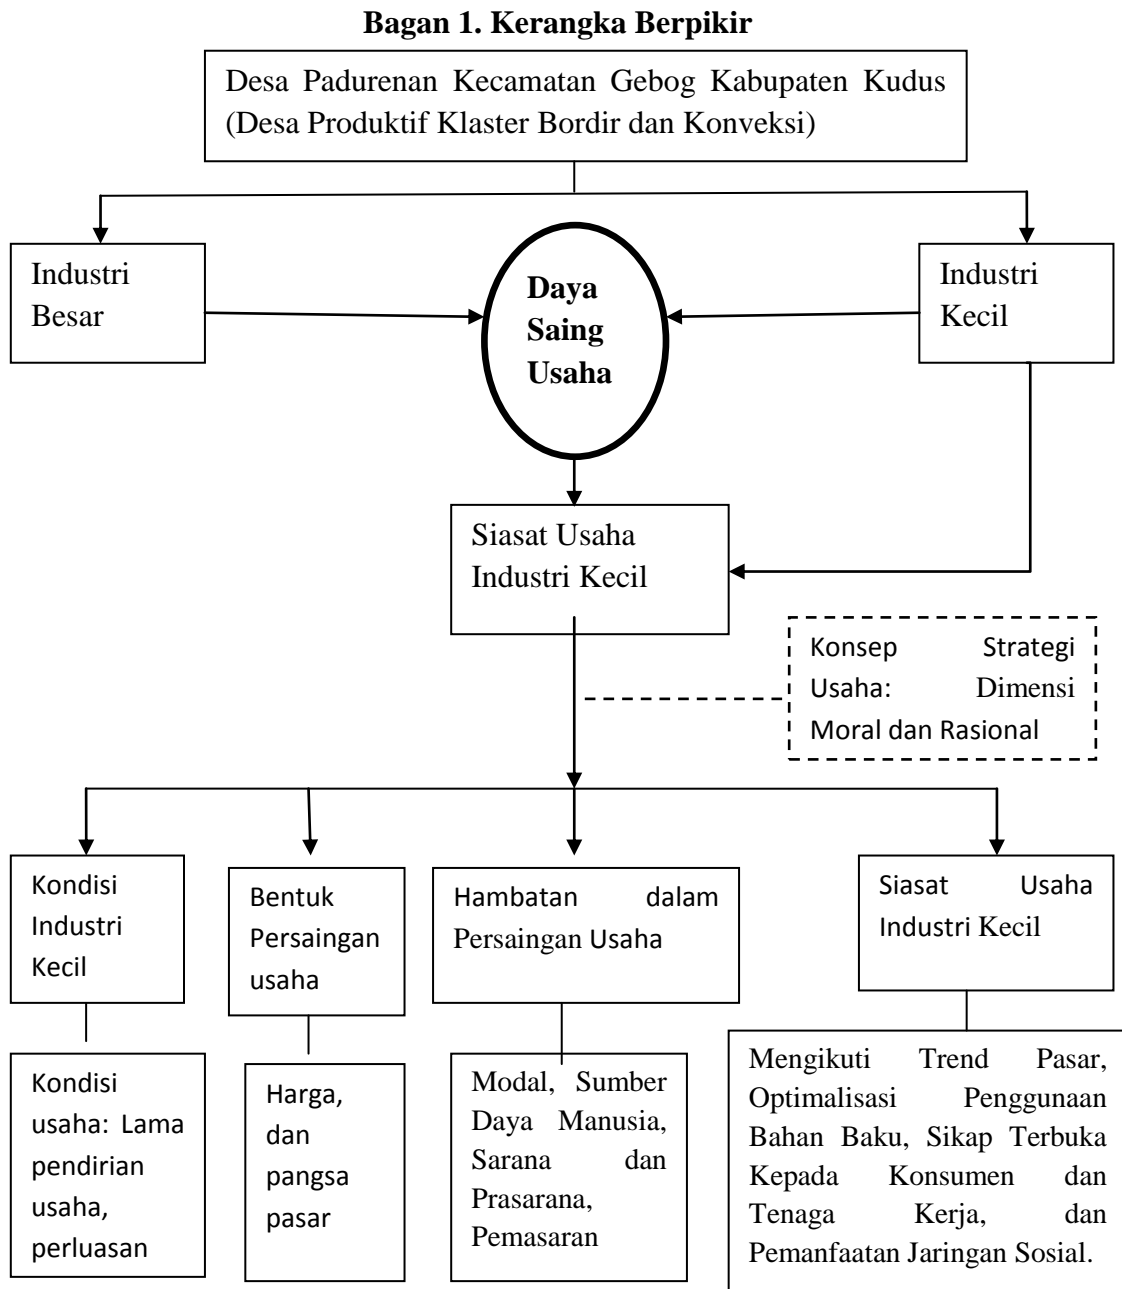 Bagan 1. Kerangka Berpikir
Desa Padurenan Kecamatan Gebog Kabupaten Kudus
(Desa Produktif Klaster Bordir dan Konveksi)
Industri
Besar
Daya
Saing
Usaha
Industri
Kecil
Siasat Usaha
Industri Kecil
Konsep Strategi
Usaha: Dimensi
Moral dan Rasional
Kondisi
Industri
Kecil
Bentuk
Persaingan
usaha
Hambatan dalam
Persaingan Usaha
Siasat Usaha
Industri Kecil
Kondisi
usaha: Lama
pendirian
usaha,
perluasan
Harga,
dan
pangsa
pasar
Modal, Sumber
Daya Manusia,
Sarana dan
Prasarana,
Pemasaran
Mengikuti Trend Pasar,
Optimalisasi Penggunaan
Bahan Baku, Sikap Terbuka
Kepada Konsumen dan
Tenaga Kerja, dan
Pemanfaatan Jaringan Sosial.